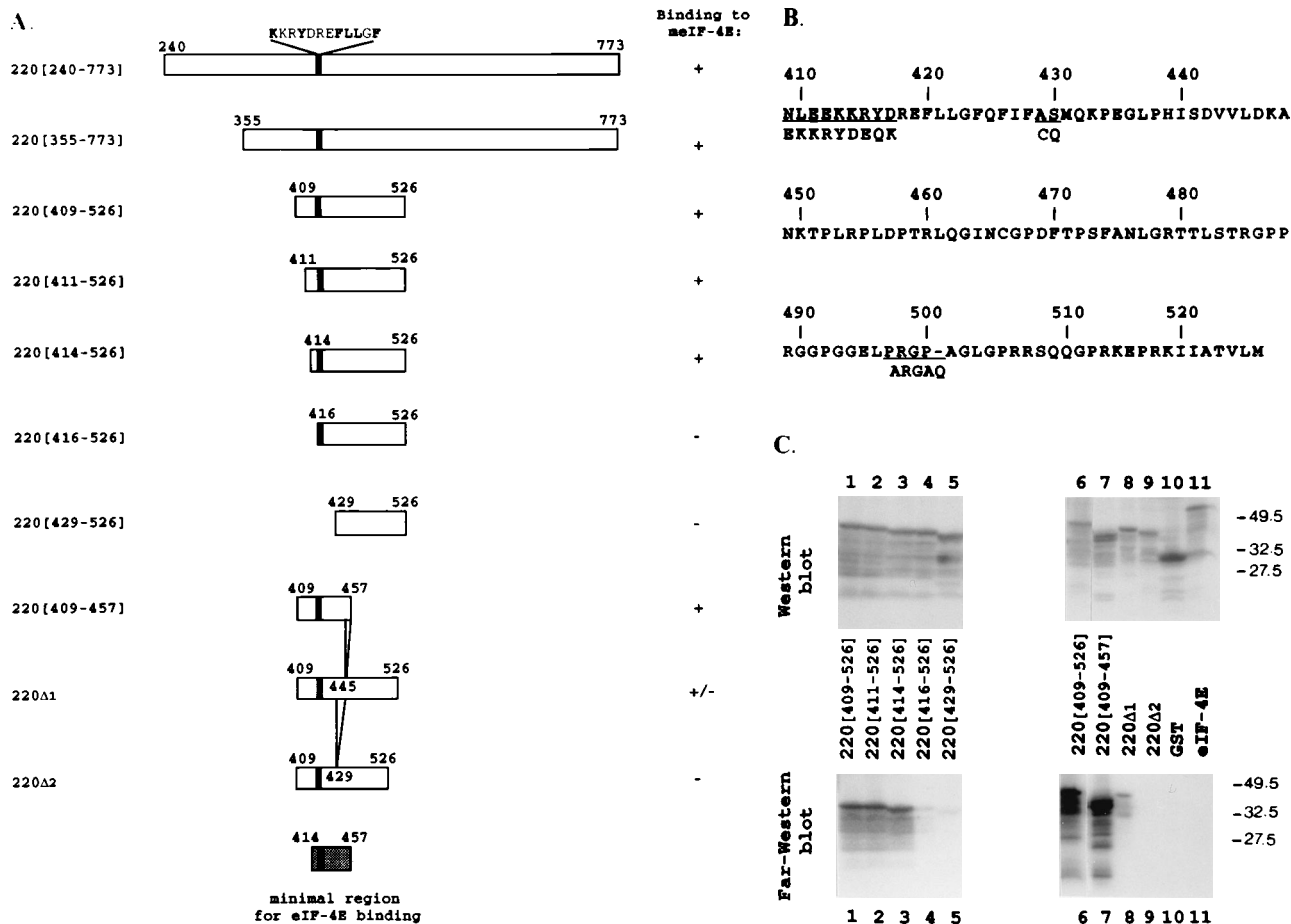 A.
KKRYDREFLLGF
Binding to
meIF-4E:
240 773
220[240-773] +
355 773
220[355-773] +
409 526
220[409-526] +
411 526
220[411-526] +
414 526
220[414-526] +
416 526
220[416-526] -
429 526
220[429-526] -
409 457
220[409-457] +
409 526
445
220Δ1 +/-
409 526
429
220Δ2 -
414 457
minimal region
for eIF-4E binding
B.
410 420 430 440
NLEEKKRYDREFLLGFQFIFASMQKPEGLPHISDVVLDKA
EKKRYDEQK CQ
450 460 470 480
NKTPLRPLDPTRLQGINCGPDFTPSFANLGRTTLSTRGPP
490 500 510 520
RGGPGGELPRGP-AGLGPRRSQQGPRKEPRKIIATVLM
ARGAQ
C.
1 2 3 4 5
6 7 8 9 10 11
Western
blot
-49.5
-32.5
-27.5
220[409-526]
220[411-526]
220[414-526]
220[416-526]
220[429-526]
220[409-526]
220[409-457]
220Δ1
220Δ2
GST
eIF-4E
Far-Western
blot
-49.5
-32.5
-27.5
1 2 3 4 5
6 7 8 9 10 11